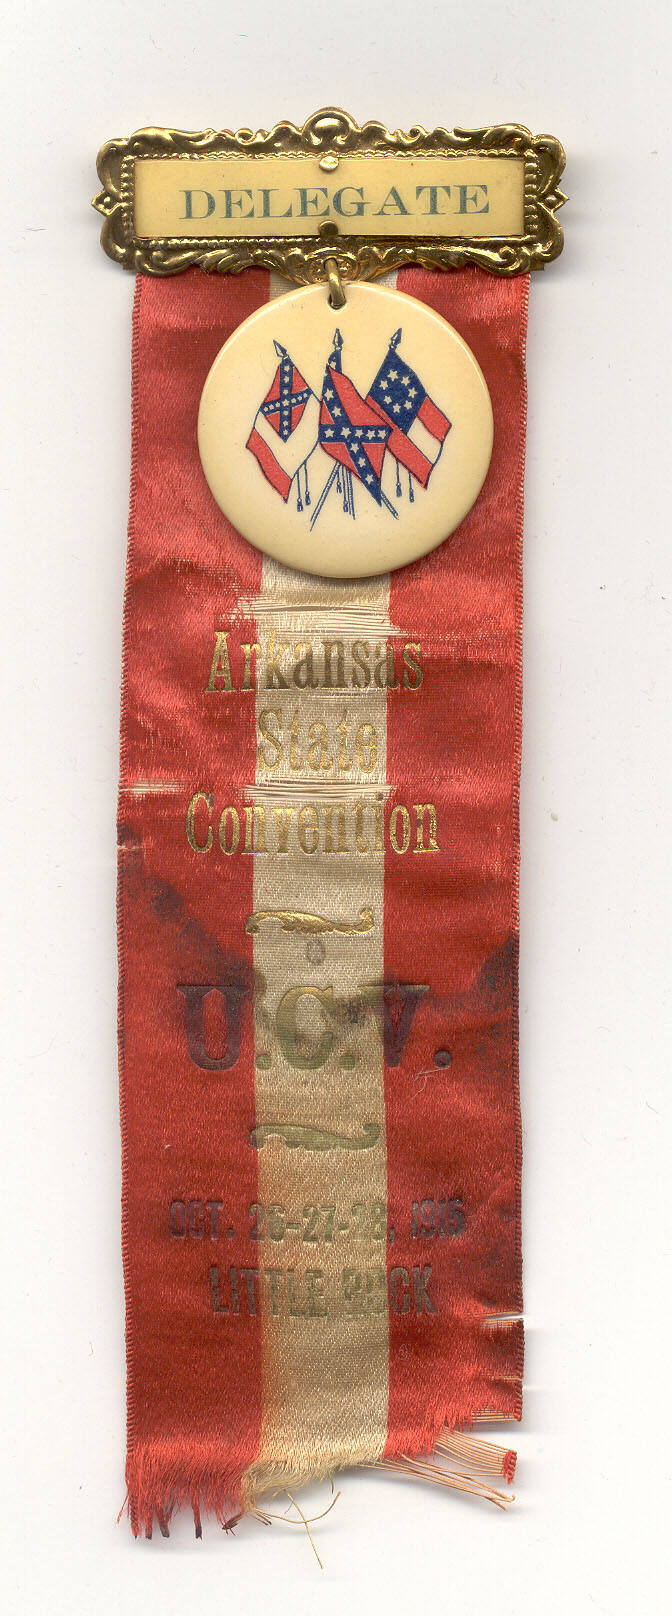 DELEGATE
Arkansas
State
Convention
U.C.V.
OCT. 26-27-28, 1915
LITTLE ROCK